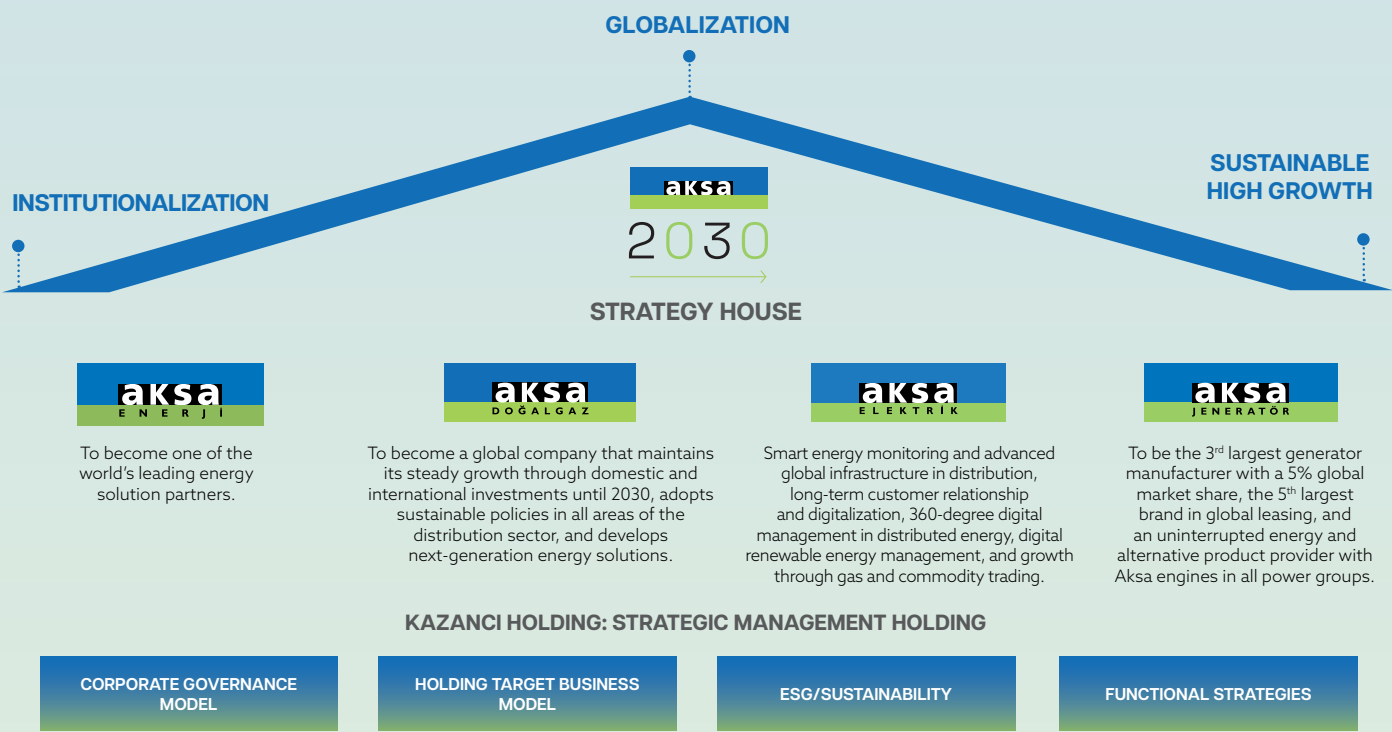 GLOBALIZATION
INSTITUTIONALIZATION
SUSTAINABLE
HIGH GROWTH
aksa
2030
STRATEGY HOUSE
aksa
ENERJİ
To become one of the
world’s leading energy
solution partners.
aksa
DOĞALGAZ
To become a global company that maintains
its steady growth through domestic and
international investments until 2030, adopts
sustainable policies in all areas of the
distribution sector, and develops
next-generation energy solutions.
aksa
ELEKTRİK
Smart energy monitoring and advanced
global infrastructure in distribution,
long-term customer relationship
and digitalization, 360-degree digital
management in distributed energy, digital
renewable energy management, and growth
through gas and commodity trading.
aksa
JENERATÖR
To be the 3rd largest generator
manufacturer with a 5% global
market share, the 5th largest
brand in global leasing, and
an uninterrupted energy and
alternative product provider with
Aksa engines in all power groups.
KAZANCI HOLDING: STRATEGIC MANAGEMENT HOLDING
CORPORATE GOVERNANCE
MODEL
HOLDING TARGET BUSINESS
MODEL
ESG/SUSTAINABILITY
FUNCTIONAL STRATEGIES